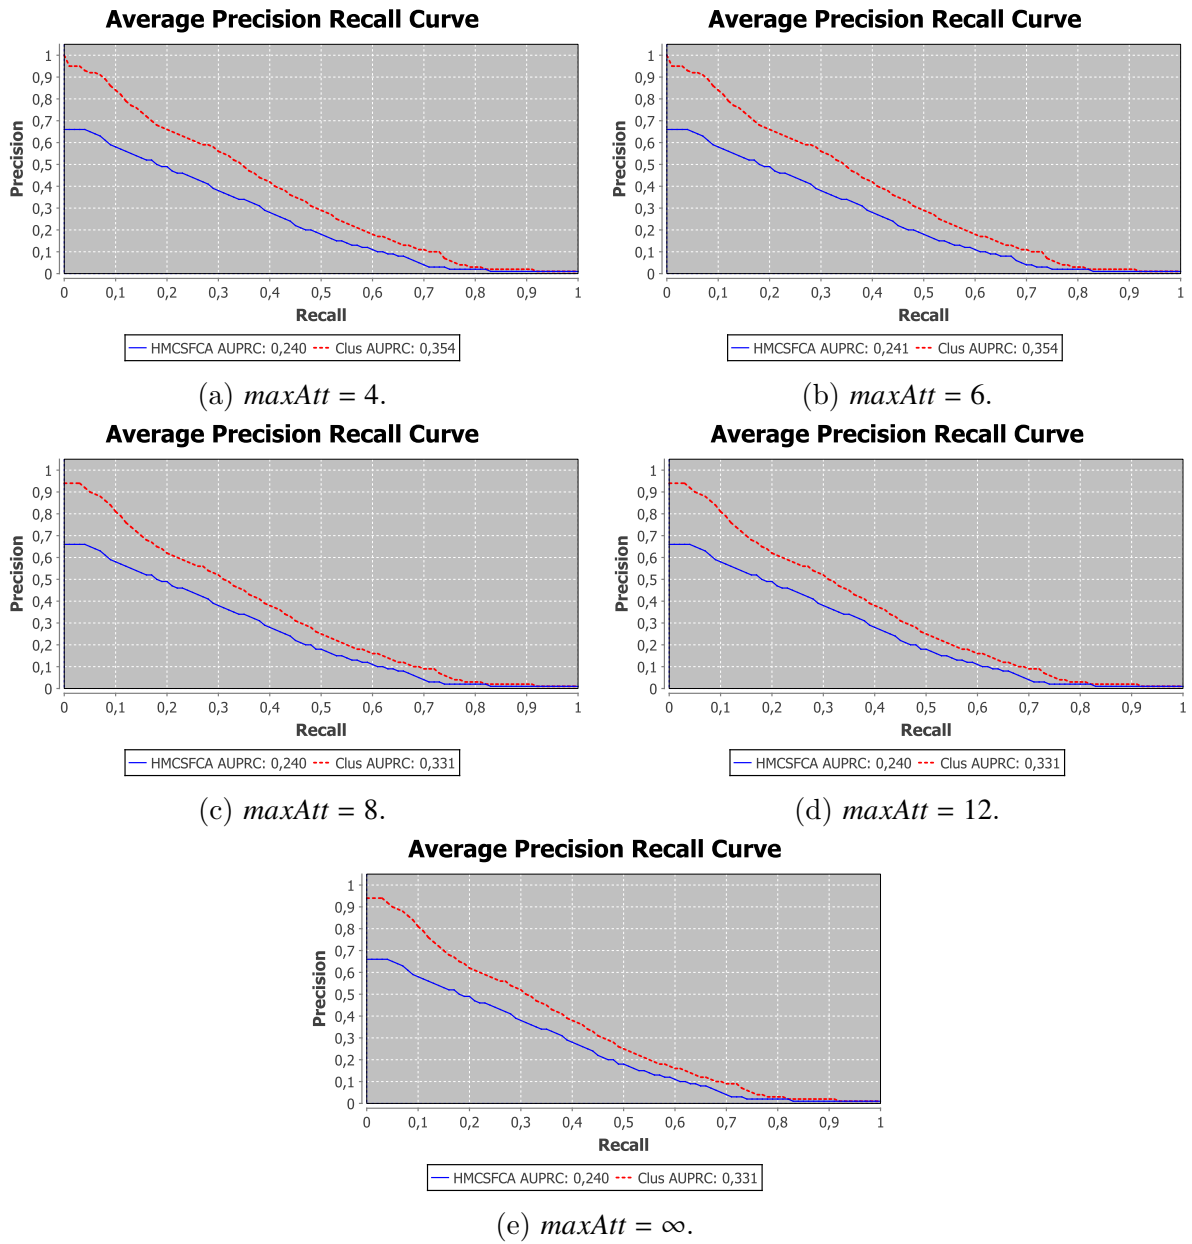 Average Precision Recall Curve
Precision
1
0,9
0,8
0,7
0,6
0,5
0,4
0,3
0,2
0,1
0
0 0,1 0,2 0,3 0,4 0,5 0,6 0,7 0,8 0,9 1
Recall
HMCSFCA AUPRC: 0,240 Clus AUPRC: 0,354
(a) maxAtt = 4.
Average Precision Recall Curve
Precision
1
0,9
0,8
0,7
0,6
0,5
0,4
0,3
0,2
0,1
0
0 0,1 0,2 0,3 0,4 0,5 0,6 0,7 0,8 0,9 1
Recall
HMCSFCA AUPRC: 0,241 Clus AUPRC: 0,354
(b) maxAtt = 6.
Average Precision Recall Curve
Precision
1
0,9
0,8
0,7
0,6
0,5
0,4
0,3
0,2
0,1
0
0 0,1 0,2 0,3 0,4 0,5 0,6 0,7 0,8 0,9 1
Recall
HMCSFCA AUPRC: 0,240 Clus AUPRC: 0,331
(c) maxAtt = 8.
Average Precision Recall Curve
Precision
1
0,9
0,8
0,7
0,6
0,5
0,4
0,3
0,2
0,1
0
0 0,1 0,2 0,3 0,4 0,5 0,6 0,7 0,8 0,9 1
Recall
HMCSFCA AUPRC: 0,240 Clus AUPRC: 0,331
(d) maxAtt = 12.
Average Precision Recall Curve
Precision
1
0,9
0,8
0,7
0,6
0,5
0,4
0,3
0,2
0,1
0
0 0,1 0,2 0,3 0,4 0,5 0,6 0,7 0,8 0,9 1
Recall
HMCSFCA AUPRC: 0,240 Clus AUPRC: 0,331
(e) maxAtt = ∞.